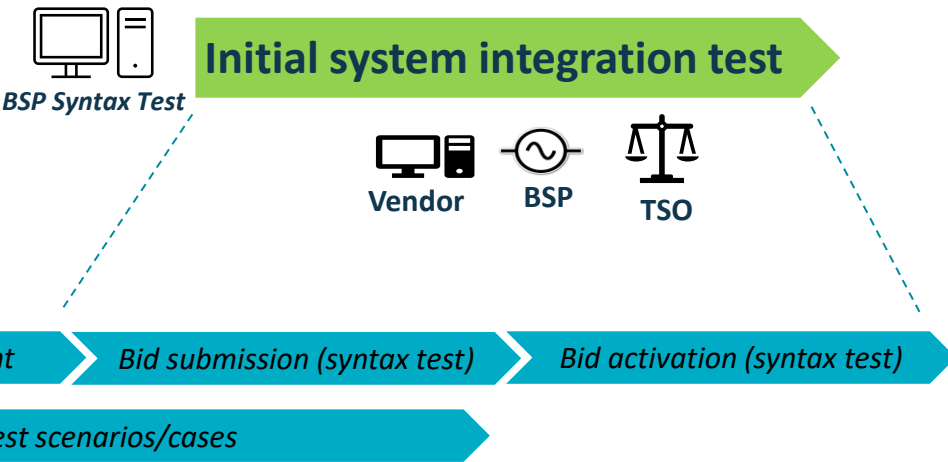 Initial system integration test
BSP Syntax Test
Vendor
BSP
TSO
Bid submission (syntax test)
Bid activation (syntax test)
scenarios/cases